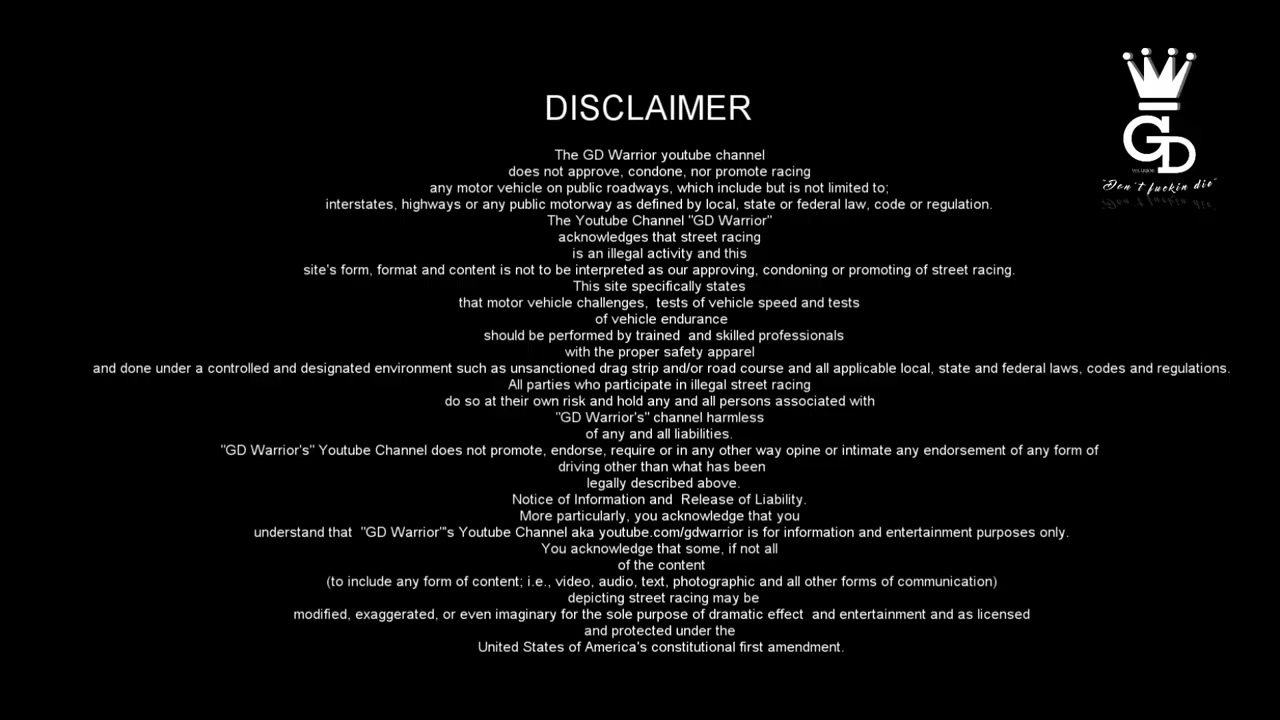 DISCLAIMER
The GD Warrior youtube channel
does not approve, condone, nor promote racing
any motor vehicle on public roadways, which include but is not limited to;
interstates, highways or any public motorway as defined by local, state or federal law, code or regulation.
The Youtube Channel "GD Warrior"
acknowledges that street racing
is an illegal activity and this
site's form, format and content is not to be interpreted as our approving, condoning or promoting of street racing.
This site specifically states
that motor vehicle challenges,  tests of vehicle speed and tests
of vehicle endurance
should be performed by trained  and skilled professionals
with the proper safety apparel
and done under a controlled and designated environment such as unsanctioned drag strip and/or road course and all applicable local, state and federal laws, codes and regulations.
All parties who participate in illegal street racing
do so at their own risk and hold any and all persons associated with
"GD Warrior's" channel harmless
of any and all liabilities.
"GD Warrior's" Youtube Channel does not promote, endorse, require or in any other way opine or intimate any endorsement of any form of
driving other than what has been
legally described above.
Notice of Information and  Release of Liability.
More particularly, you acknowledge that you
understand that  "GD Warrior"'s Youtube Channel aka youtube.com/gdwarrior is for information and entertainment purposes only.
You acknowledge that some, if not all
of the content
(to include any form of content; i.e., video, audio, text, photographic and all other forms of communication)
depicting street racing may be
modified, exaggerated, or even imaginary for the sole purpose of dramatic effect  and entertainment and as licensed
and protected under the
United States of America's constitutional first amendment.
GD
"Don't fuckin die"